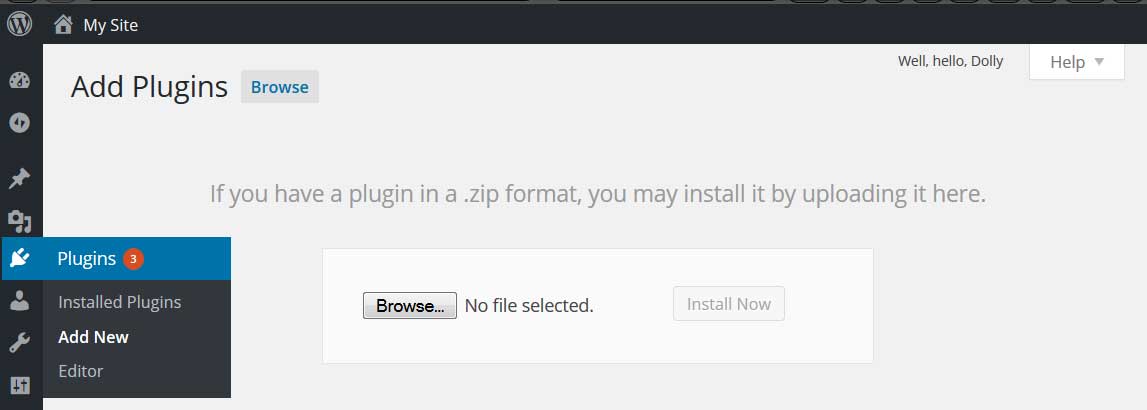 My Site
Well, hello, Dolly
Help
Add Plugins Browse
If you have a plugin in a .zip format, you may install it by uploading it here.
Plugins 3
Installed Plugins
Add New
Editor
Browse... No file selected. Install Now